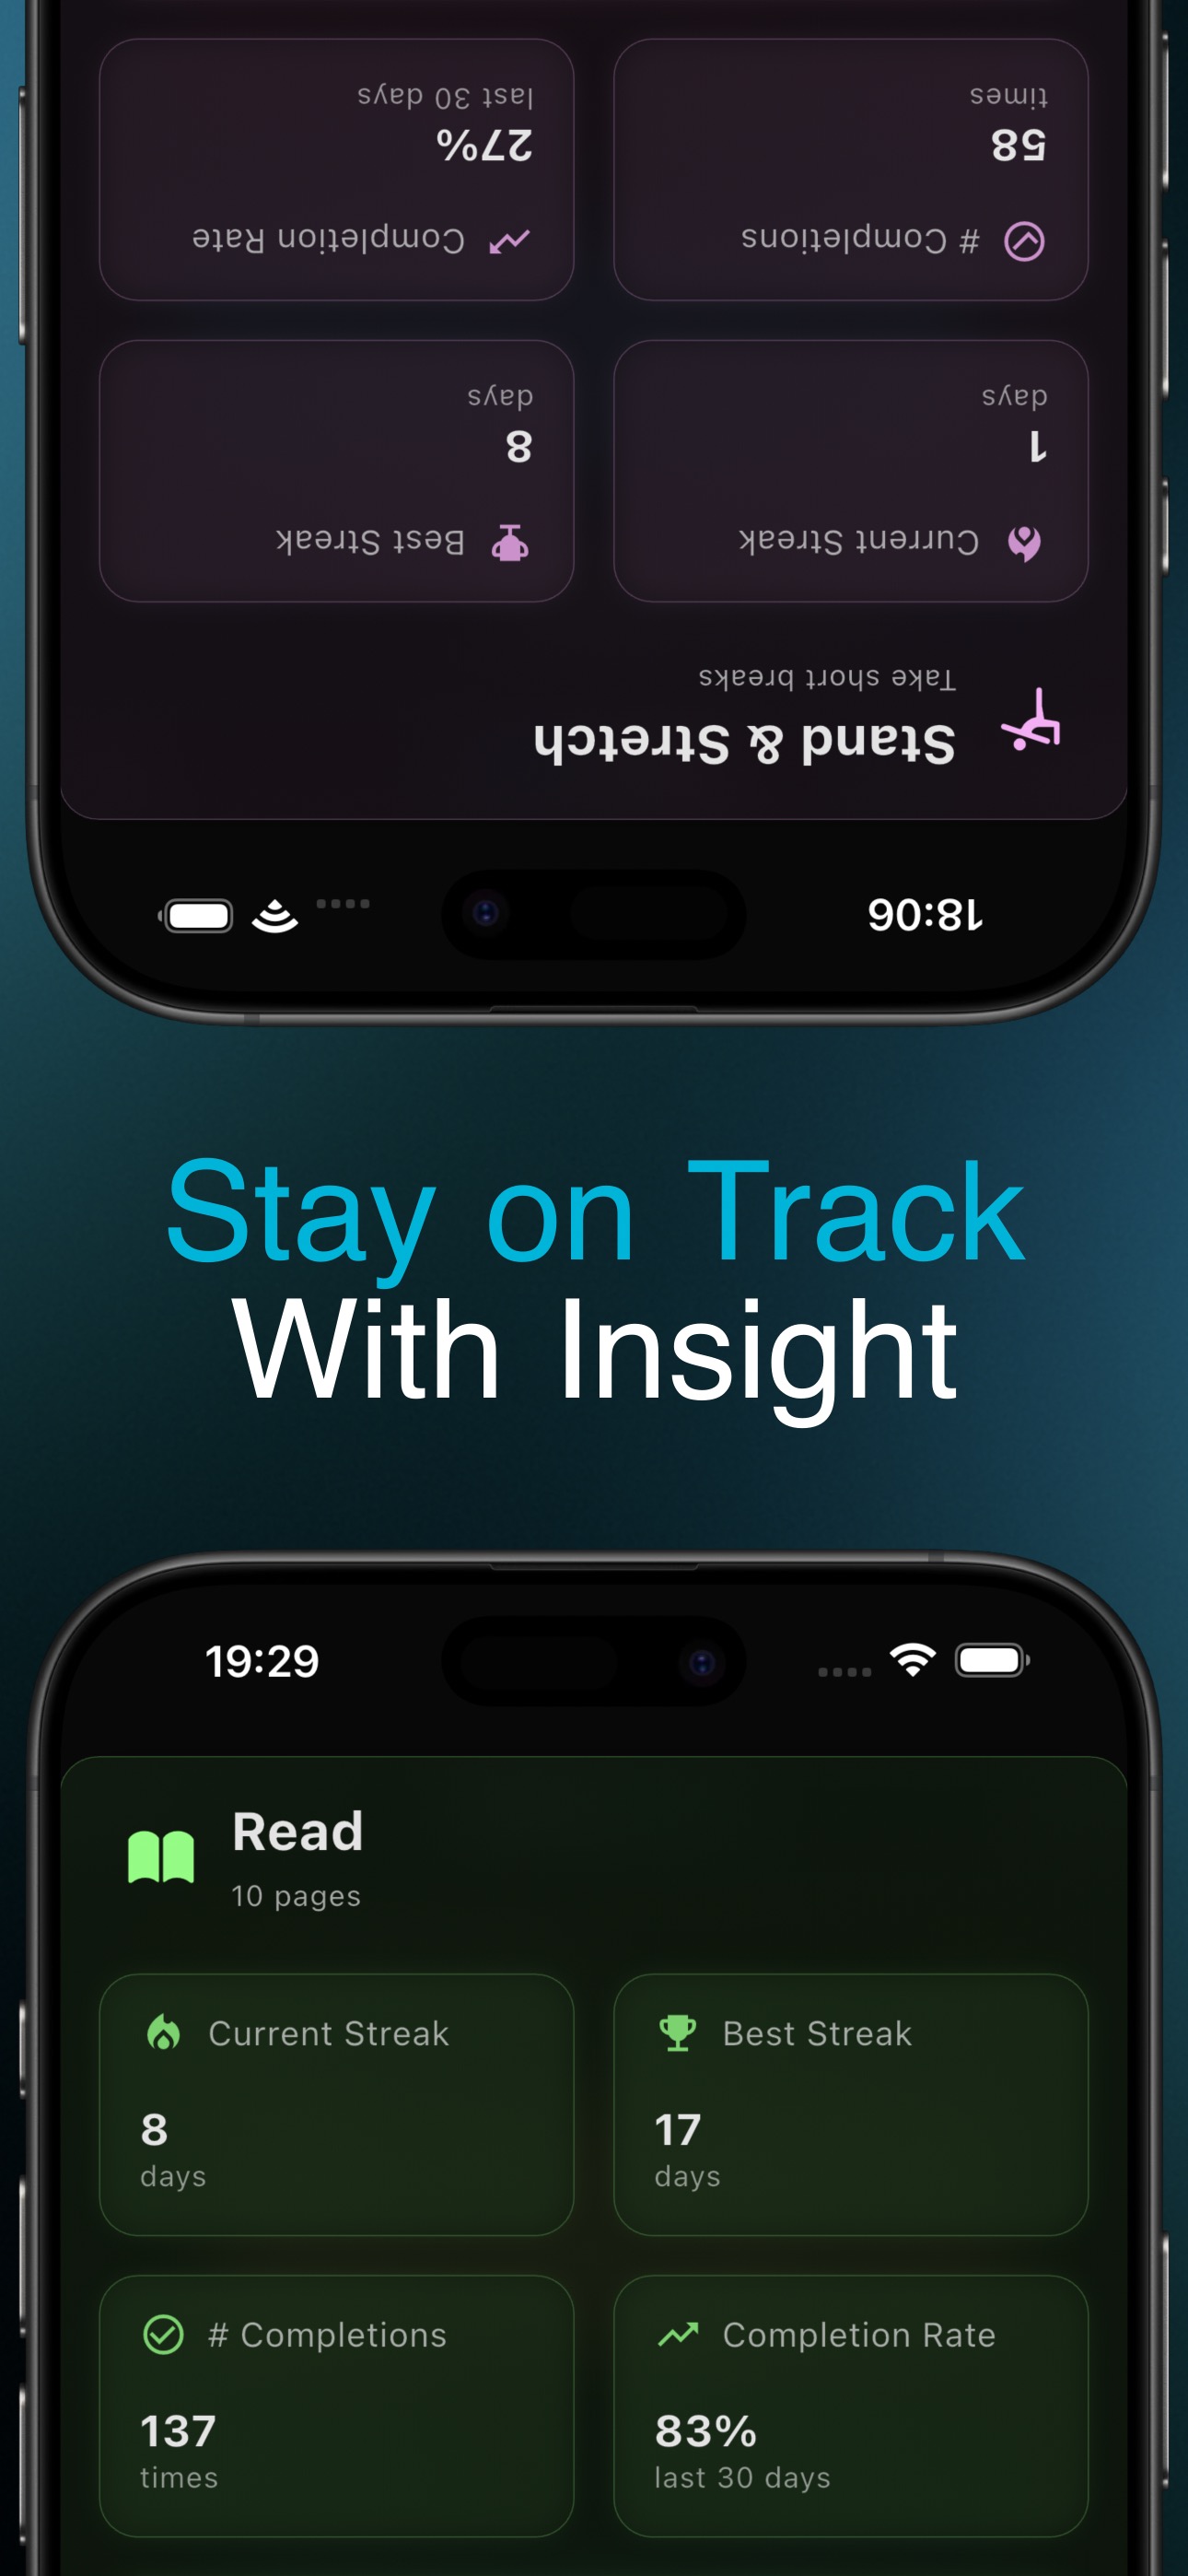 18:06
Stand & Stretch
Take short breaks
Current Streak
1
days
Best Streak
8
days
# Completions
58
times
Completion Rate
27%
last 30 days
Stay on Track
With Insight
19:29
Read
10 pages
Current Streak
8
days
Best Streak
17
days
# Completions
137
times
Completion Rate
83%
last 30 days